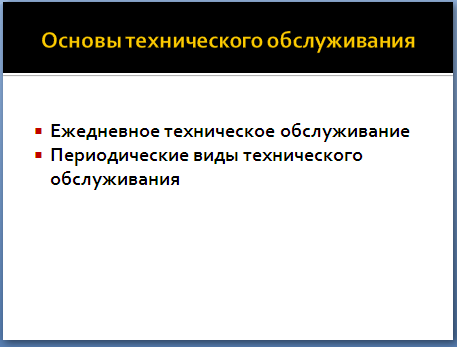 Основы технического обслуживания
Ежедневное техническое обслуживание
Периодические виды технического
обслуживания